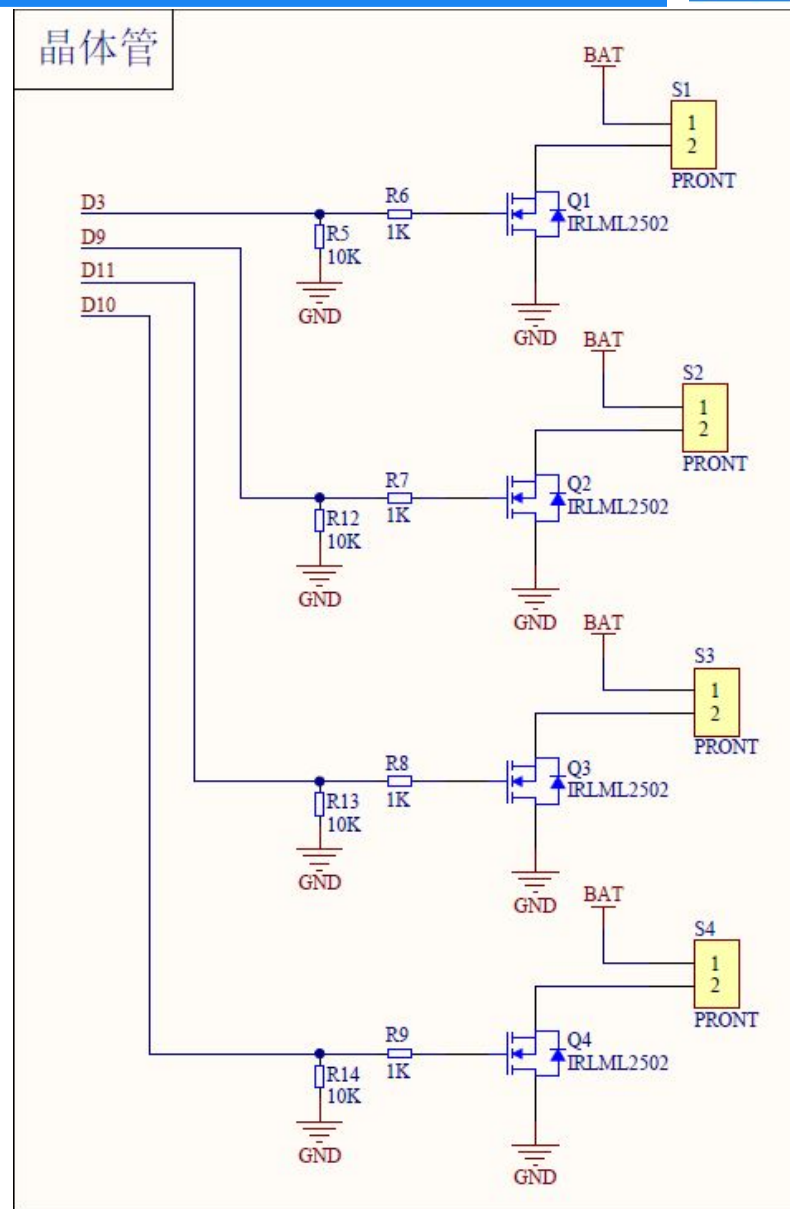 晶体管
BAT
S1
1
2
PRONT
D3
R6
1K
Q1
IRLML2502
R5
10K
GND
GND
D9
D11
D10
BAT
S2
1
2
PRONT
R7
1K
Q2
IRLML2502
R12
10K
GND
GND
BAT
S3
1
2
PRONT
R8
1K
Q3
IRLML2502
R13
10K
GND
GND
BAT
S4
1
2
PRONT
R9
1K
Q4
IRLML2502
R14
10K
GND
GND